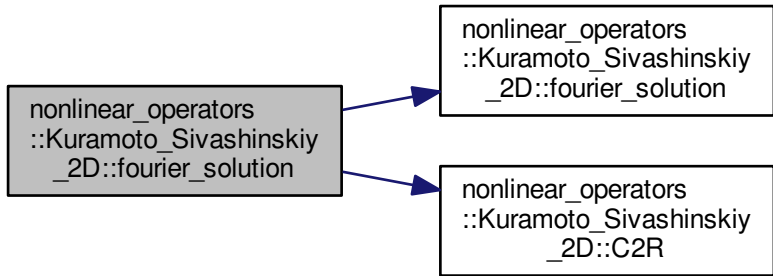 nonlinear_operators
::Kuramoto_Sivashinskiy
_2D::fourier_solution
nonlinear_operators
::Kuramoto_Sivashinskiy
_2D::fourier_solution
nonlinear_operators
::Kuramoto_Sivashinskiy
_2D::C2R